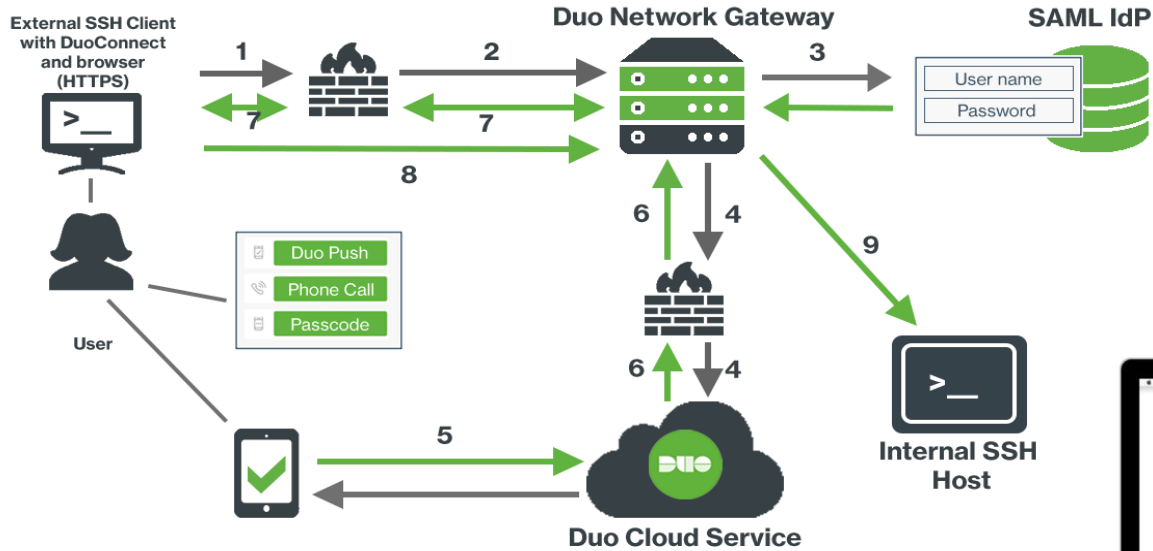 External SSH Client
with DuoConnect
and browser
(HTTPS)
Duo Network Gateway
SAML IdP
1
2
3
User name
Password
>_
7
7
8
6
4
9
Duo Push
Phone Call
Passcode
User
6
4
>_
Internal SSH
Host
5
DUO
Duo Cloud Service